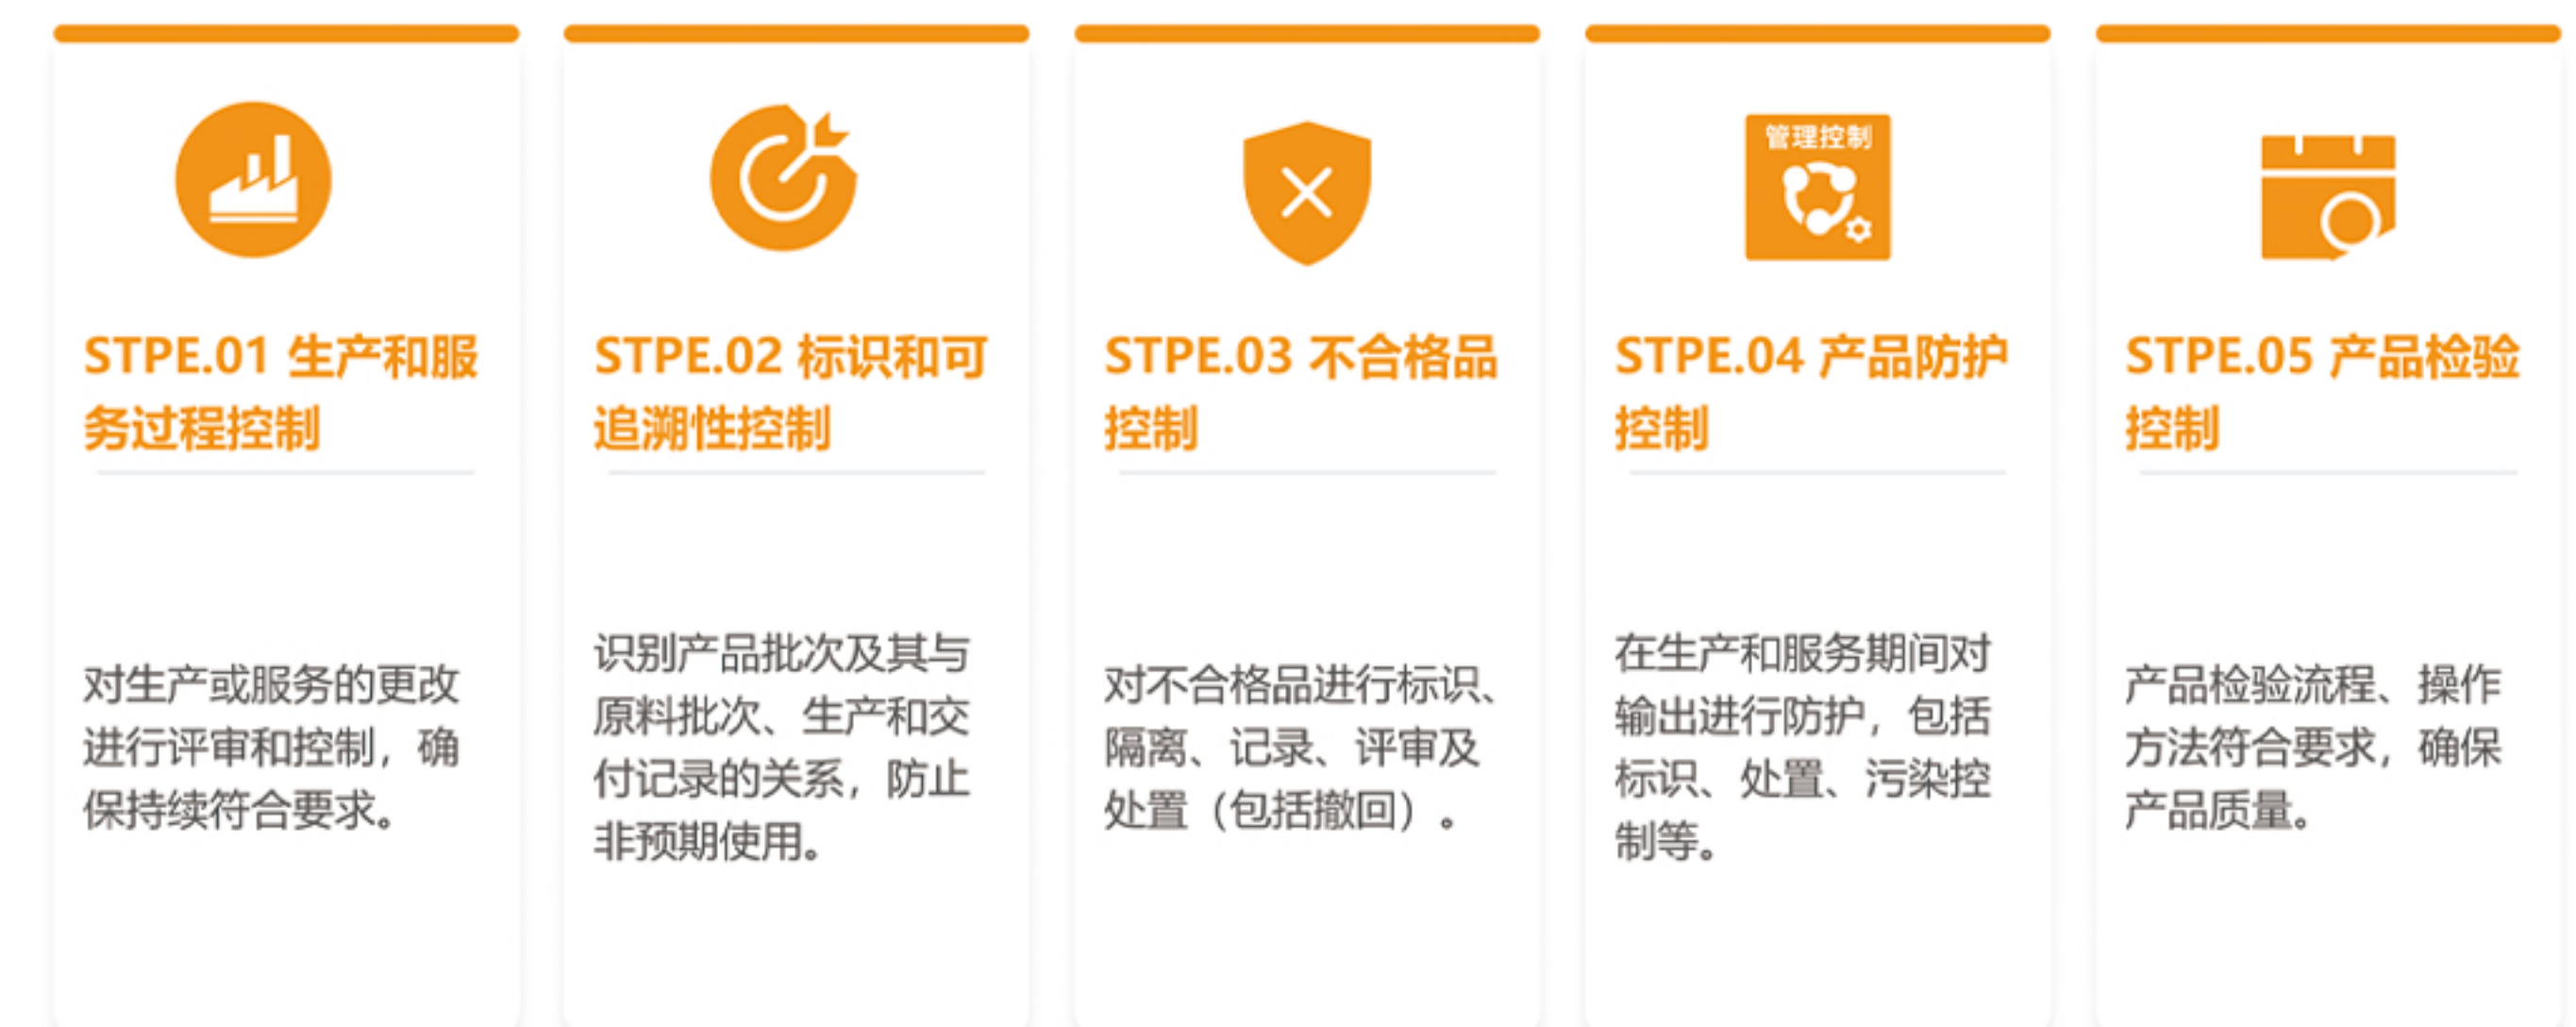 STPE.01 生产和服
务过程控制
对生产或服务的更改
进行评审和控制，确
保持续符合要求。
STPE.02 标识和可
追溯性控制
识别产品批次及其与
原料批次、生产和交
付记录的关系，防止
非预期使用。
STPE.03 不合格品
控制
对不合格品进行标识、
隔离、记录、评审及
处置（包括撤回）。
管理控制
STPE.04 产品防护
控制
在生产和服务期间对
输出进行防护，包括
标识、处置、污染控
制等。
STPE.05 产品检验
控制
产品检验流程、操作
方法符合要求，确保
产品质量。